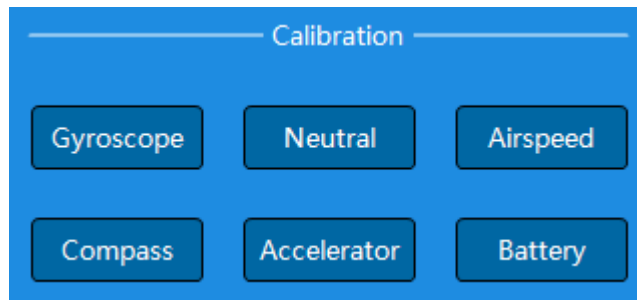 Calibration
Gyroscope Neutral Airspeed
Compass Accelerator Battery